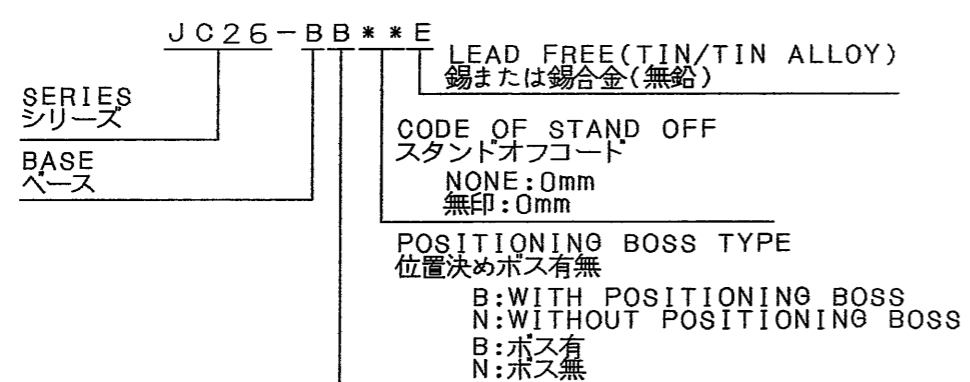 JC26-BB**E
LEAD FREE(TIN/TIN ALLOY)
錫または錫合金(無鉛)
SERIES
シリーズ
CODE OF STAND OFF
スタンドオフコード
BASE
ベース
NONE:0mm
無印:0mm
POSITIONING BOSS TYPE
位置決めボス有無
B:WITH POSITIONING BOSS
N:WITHOUT POSITIONING BOSS
B:ボス有
N:ボス無